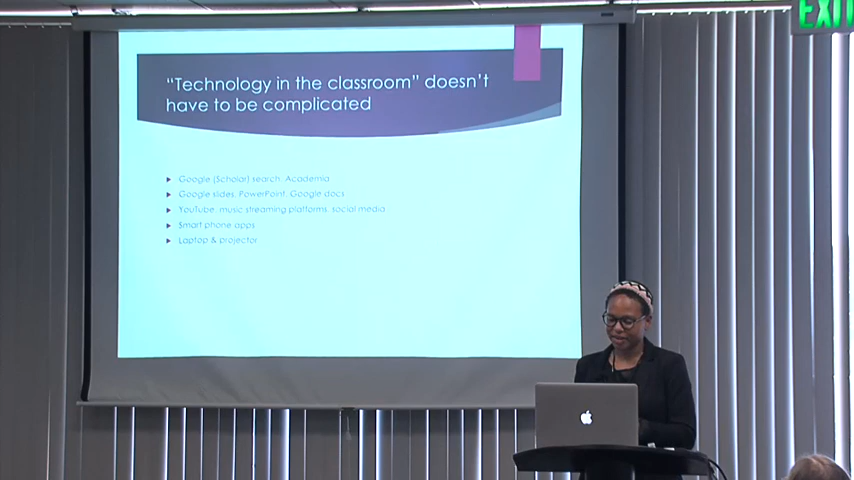 EXIT
“Technology in the classroom” doesn’t
have to be complicated
Google (Scholar) search, Academia
Google slides, PowerPoint, Google docs
YouTube, music streaming platforms, social media
Smart phone apps
Laptop & projector